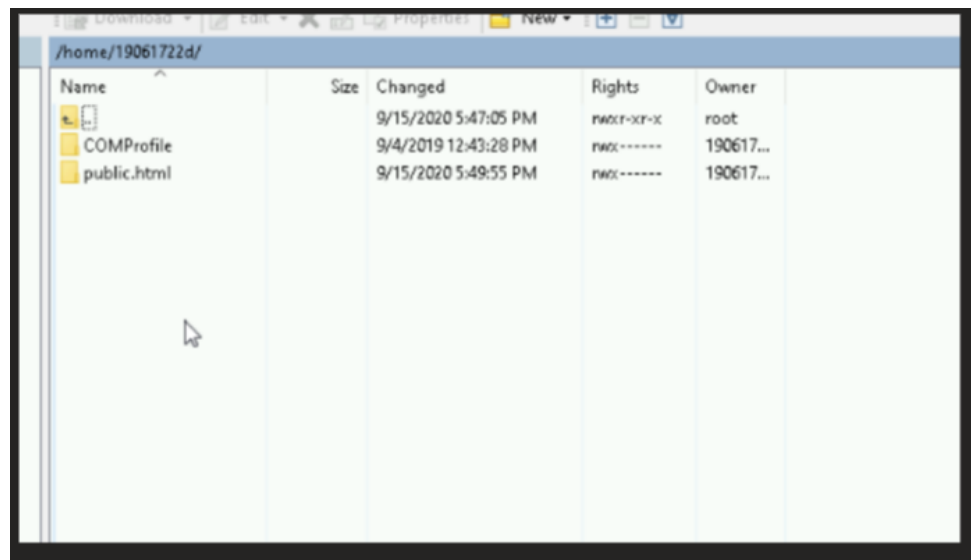 Download Edit Properties New
/home/19061722d/
Name Size Changed Rights Owner
.. 9/15/2020 5:47:05 PM rwxr-xr-x root
COMProfile 9/4/2019 12:43:28 PM rwx------ 190617...
public.html 9/15/2020 5:49:55 PM rwx------ 190617...